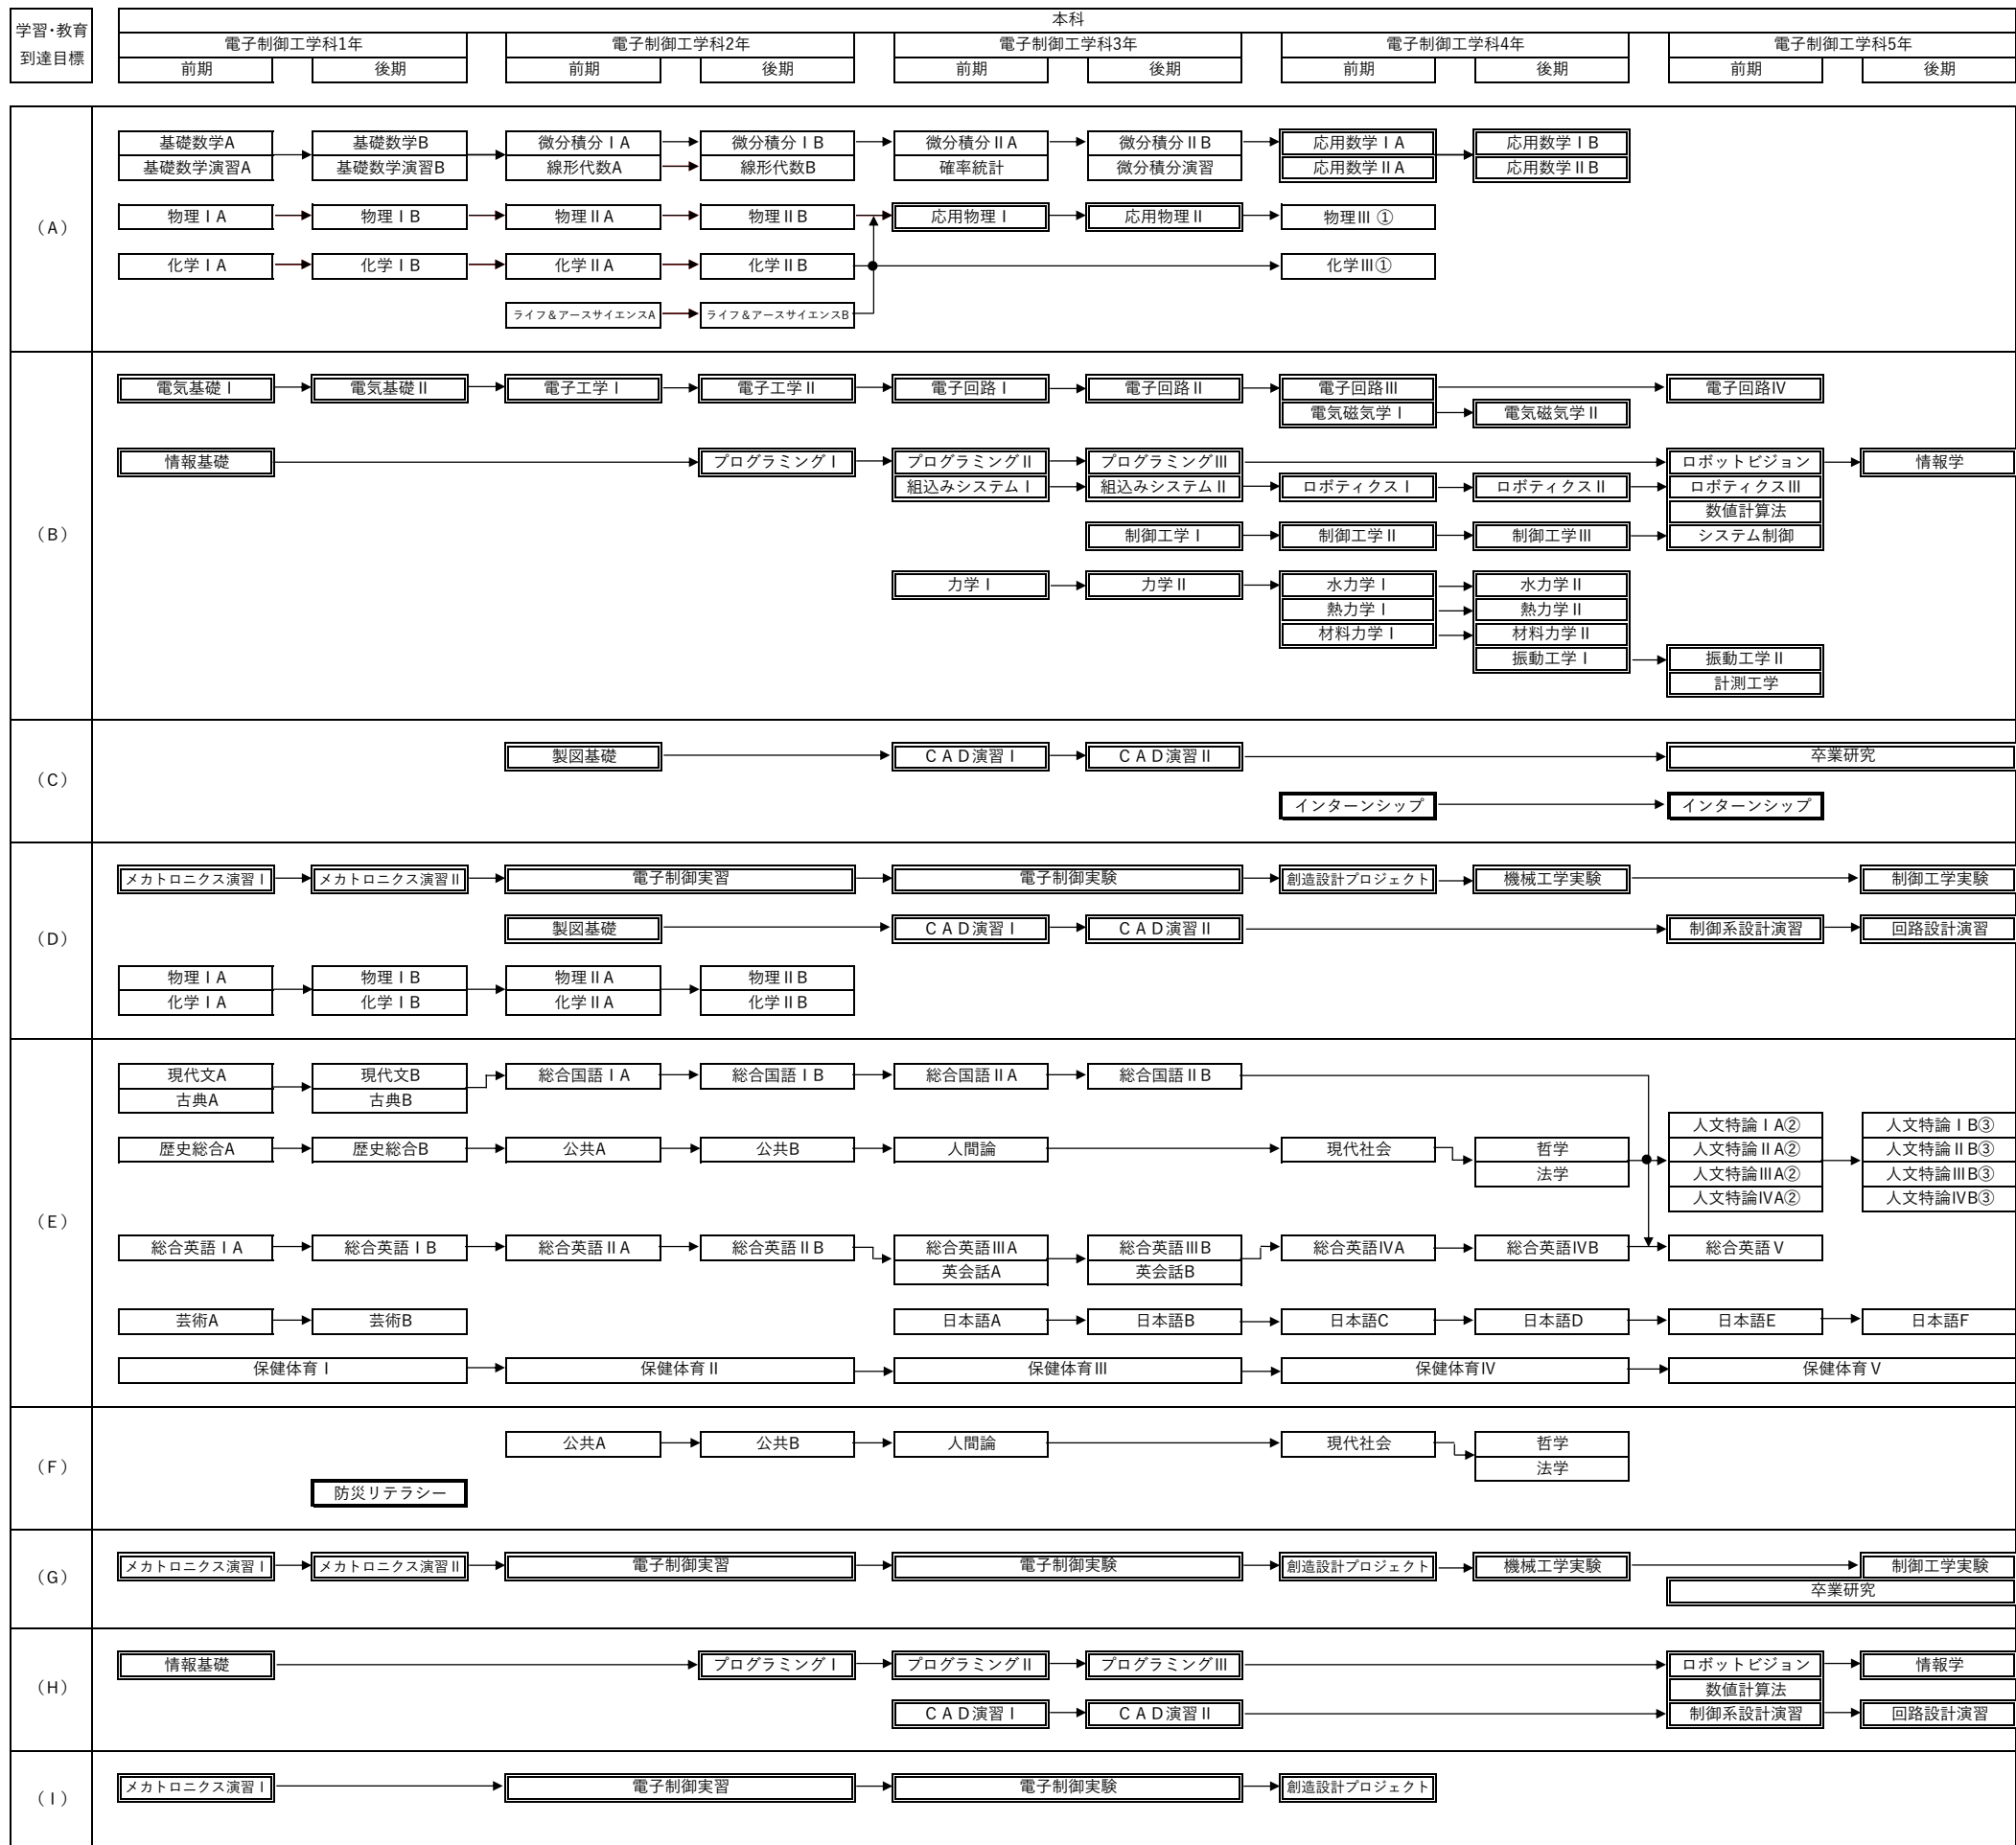 学習・教育
到達目標
本科
電子制御工学科1年 電子制御工学科2年 電子制御工学科3年 電子制御工学科4年 電子制御工学科5年
前期 後期 前期 後期 前期 後期 前期 後期 前期 後期
(A)
基礎数学A 基礎数学B 微分積分ⅠA 微分積分ⅠB 微分積分ⅡA 微分積分ⅡB 応用数学ⅠA 応用数学ⅠB
基礎数学演習A 基礎数学演習B 線形代数A 線形代数B 確率統計 微分積分演習 応用数学ⅡA 応用数学ⅡB
物理ⅠA 物理ⅠB 物理ⅡA 物理ⅡB 応用物理Ⅰ 応用物理Ⅱ 物理Ⅲ ①
化学ⅠA 化学ⅠB 化学ⅡA 化学ⅡB 化学Ⅲ①
ライフ&アースサイエンスA ライフ&アースサイエンスB
(B)
電気基礎Ⅰ 電気基礎Ⅱ 電子工学Ⅰ 電子工学Ⅱ 電子回路Ⅰ 電子回路Ⅱ 電子回路Ⅲ 電子回路Ⅳ
電気磁気学Ⅰ 電気磁気学Ⅱ
情報基礎 プログラミングⅠ プログラミングⅡ プログラミングⅢ ロボットビジョン 情報学
組込みシステムⅠ 組込みシステムⅡ ロボティクスⅠ ロボティクスⅡ ロボティクスⅢ
数値計算法
制御工学Ⅰ 制御工学Ⅱ 制御工学Ⅲ システム制御
力学Ⅰ 力学Ⅱ 水力学Ⅰ 水力学Ⅱ
熱力学Ⅰ 熱力学Ⅱ
材料力学Ⅰ 材料力学Ⅱ
振動工学Ⅰ 振動工学Ⅱ
計測工学
(C)
製図基礎 CAD演習Ⅰ CAD演習Ⅱ 卒業研究
インターンシップ インターンシップ
(D)
メカトロニクス演習Ⅰ メカトロニクス演習Ⅱ 電子制御実習 電子制御実験 創造設計プロジェクト 機械工学実験 制御工学実験
製図基礎 CAD演習Ⅰ CAD演習Ⅱ 制御系設計演習 回路設計演習
物理ⅠA 物理ⅠB 物理ⅡA 物理ⅡB
化学ⅠA 化学ⅠB 化学ⅡA 化学ⅡB
(E)
現代文A 現代文B 総合国語ⅠA 総合国語ⅠB 総合国語ⅡA 総合国語ⅡB
古典A 古典B
人文特論ⅠA② 人文特論ⅠB③
歴史総合A 歴史総合B 公共A 公共B 人間論 現代社会 哲学 人文特論ⅡA② 人文特論ⅡB③
法学 人文特論ⅢA② 人文特論ⅢB③
人文特論ⅣA② 人文特論ⅣB③
総合英語ⅠA 総合英語ⅠB 総合英語ⅡA 総合英語ⅡB 総合英語ⅢA 総合英語ⅢB 総合英語ⅣA 総合英語ⅣB 総合英語Ⅴ
英会話A 英会話B
芸術A 芸術B 日本語A 日本語B 日本語C 日本語D 日本語E 日本語F
保健体育Ⅰ 保健体育Ⅱ 保健体育Ⅲ 保健体育Ⅳ 保健体育Ⅴ
(F)
公共A 公共B 人間論 現代社会 哲学
法学
防災リテラシー
(G)
メカトロニクス演習Ⅰ メカトロニクス演習Ⅱ 電子制御実習 電子制御実験 創造設計プロジェクト 機械工学実験 制御工学実験
卒業研究
(H)
情報基礎 プログラミングⅠ プログラミングⅡ プログラミングⅢ ロボットビジョン 情報学
数値計算法
CAD演習Ⅰ CAD演習Ⅱ 制御系設計演習 回路設計演習
(I)
メカトロニクス演習Ⅰ 電子制御実習 電子制御実験 創造設計プロジェクト